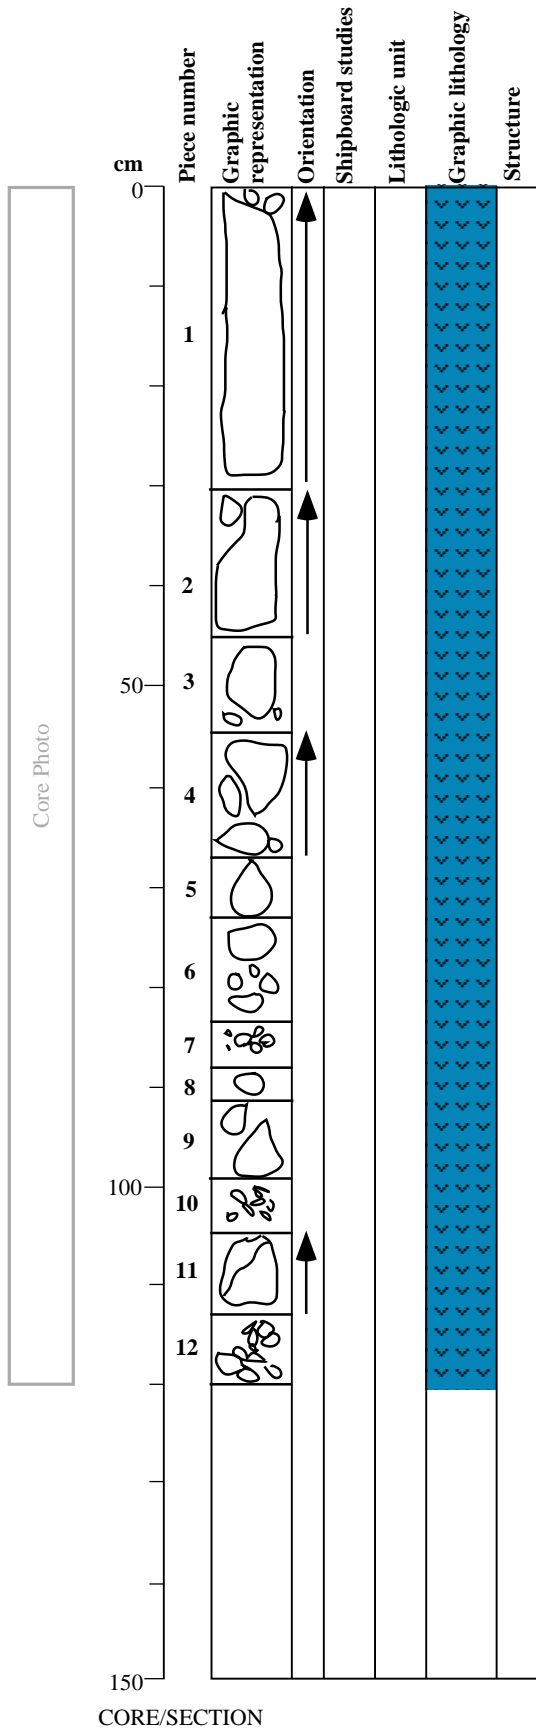 cm
Piece number
Graphic
representation
Orientation
Shipboard studies
Lithologic unit
Graphic lithology
Structure
0
1
2
50
3
4
5
6
7
8
9
100
10
11
12
150
Core Photo
CORE/SECTION